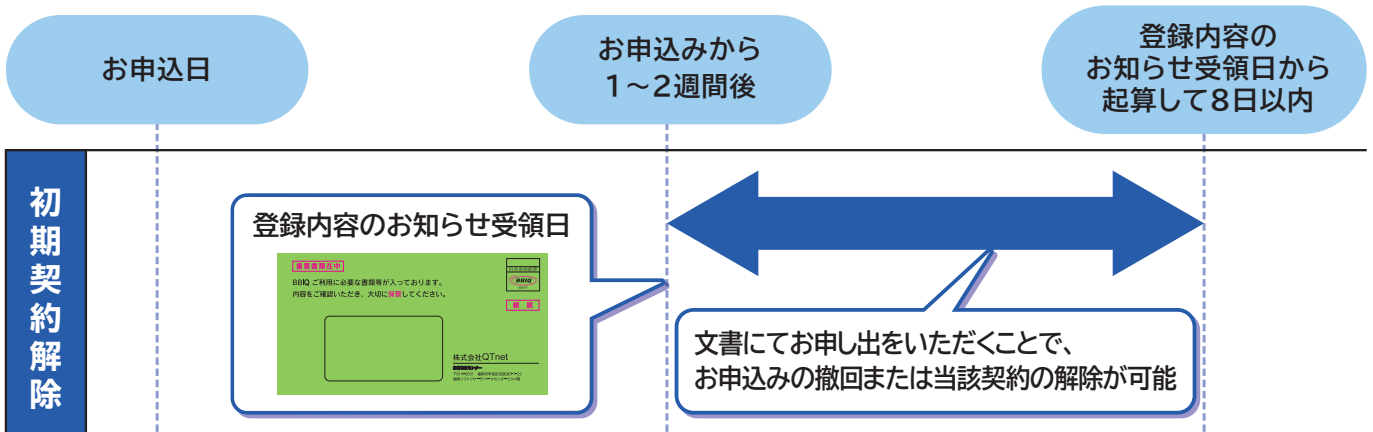 お申込日
お申込みから
1〜2週間後
登録内容の
お知らせ受領日から
起算して8日以内
初期契約解除
登録内容のお知らせ受領日
重要書類在中
BBIQ ご利用に必要な書類等が入っております。
内容をご確認いただき、大切に保管してください。
BBIQ
親展
株式会社QTnet
文書にてお申し出をいただくことで、
お申込みの撤回または当該契約の解除が可能